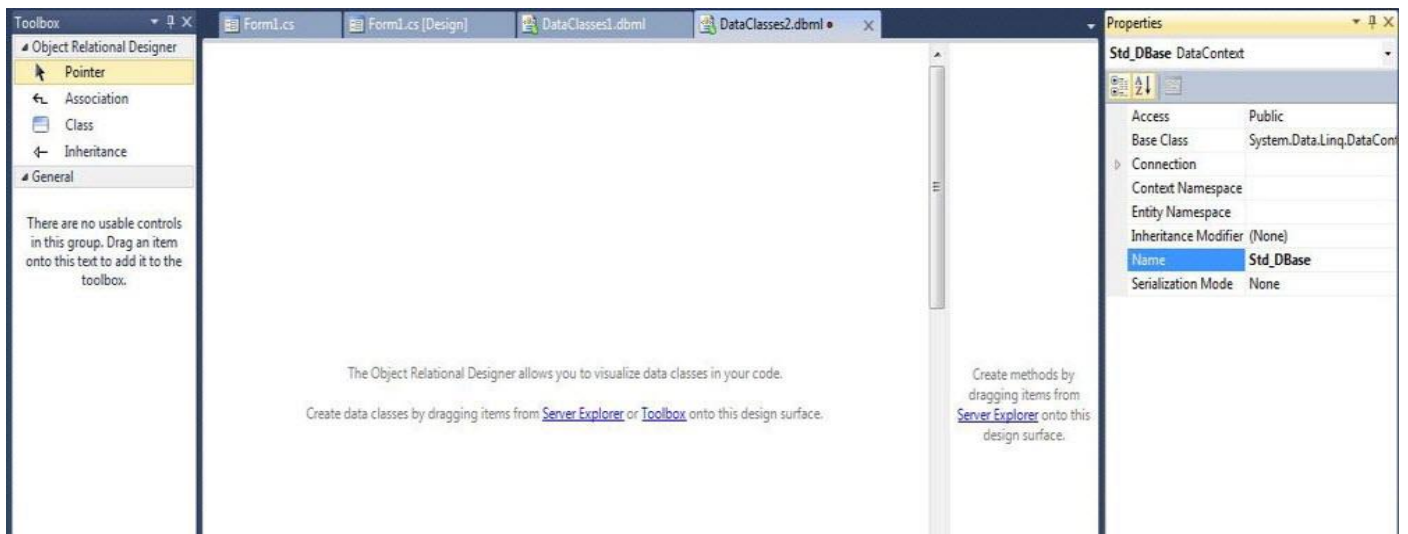 Toolbox
Object Relational Designer
Pointer
Association
Class
Inheritance
General
There are no usable controls
in this group. Drag an item
onto this text to add it to the
toolbox.
Form1.cs
Form1.cs [Design]
DataClasses1.dbml
DataClasses2.dbml
The Object Relational Designer allows you to visualize data classes in your code.
Create data classes by dragging items from Server Explorer or Toolbox onto this design surface.
Create methods by
dragging items from
Server Explorer onto this
design surface.
Properties
Std_DBase DataContext
Access Public
Base Class System.Data.Linq.DataCont
Connection
Context Namespace
Entity Namespace
Inheritance Modifier (None)
Name Std_DBase
Serialization Mode None